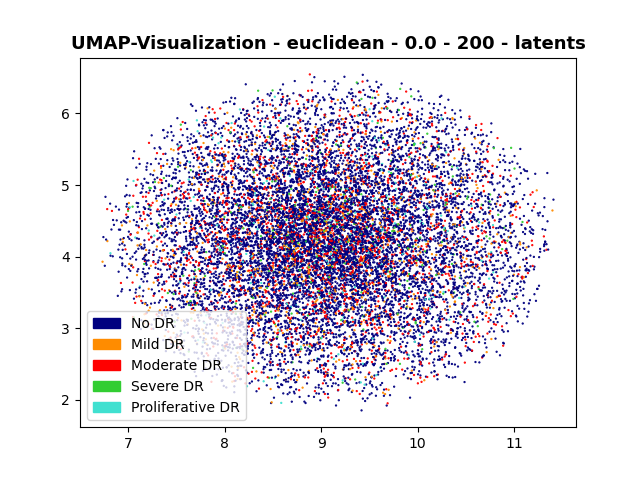 UMAP-Visualization - euclidean - 0.0 - 200 - latents
6
5
4
3
2
No DR
Mild DR
Moderate DR
Severe DR
Proliferative DR
7 8 9 10 11